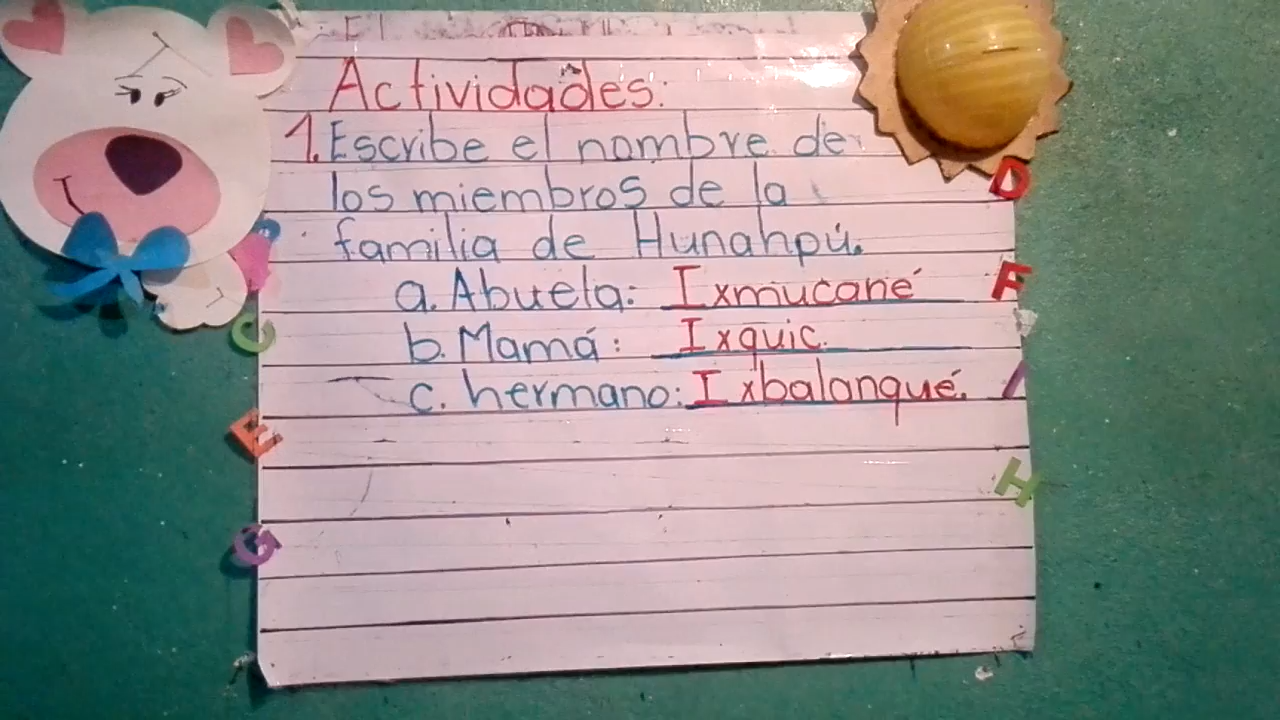 Actividades:
1. Escribe el nombre de
los miembros de la
familia de Hunahpú.
a. Abuela: Ixmucané
b. Mamá: Ixquic.
c. hermano: Ixbalanqué.
D
F
C
I
E
H
G